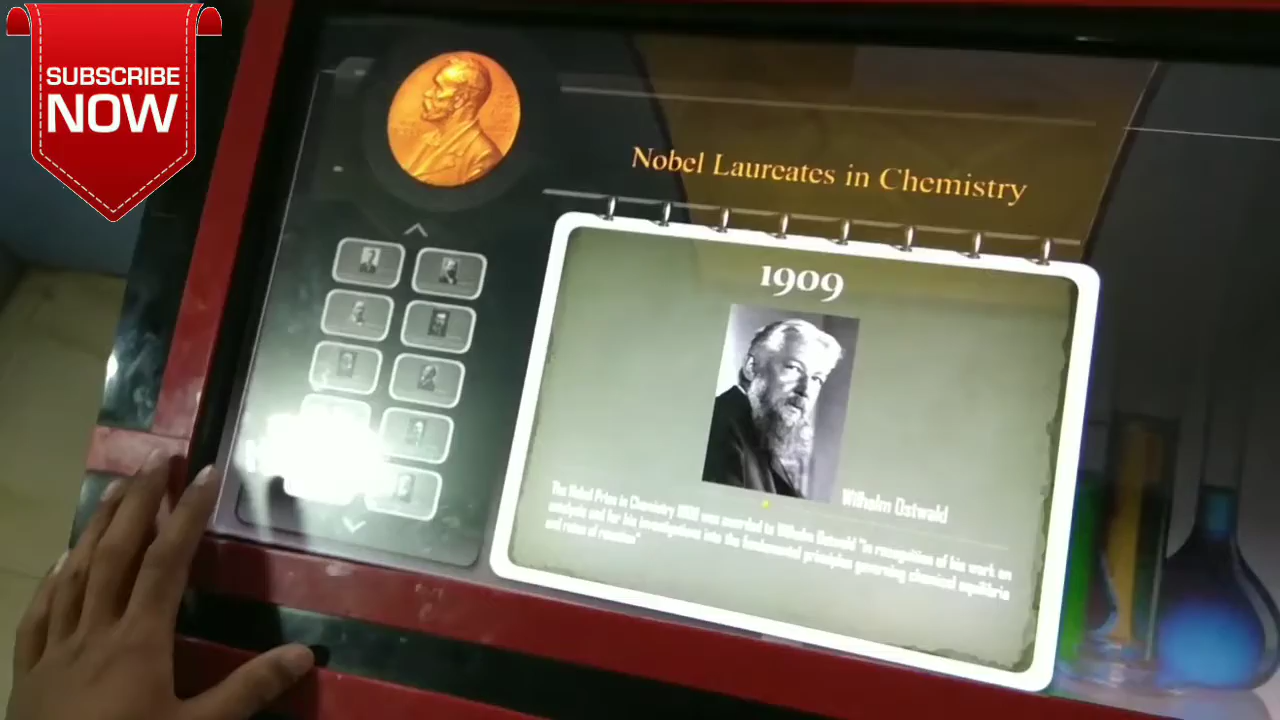 SUBSCRIBE
NOW
Nobel Laureates in Chemistry
1909
Wilhelm Ostwald
The Nobel Prize in Chemistry 1909 was awarded to Wilhelm Ostwald "in recognition of his work on
catalysis and for his investigations into the fundamental principles governing chemical equilibria
and rates of reaction"